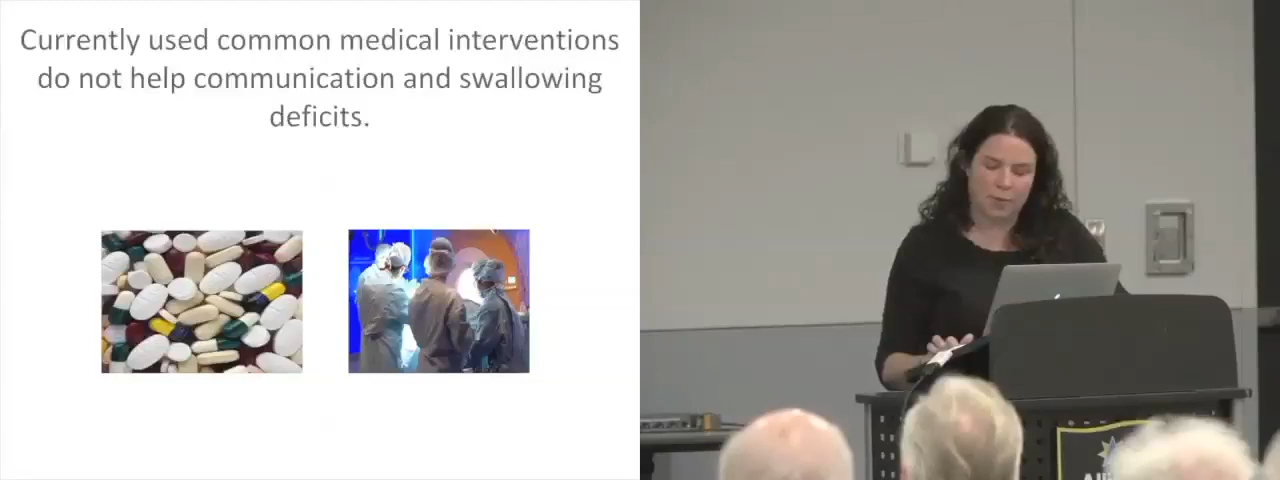 Currently used common medical interventions
do not help communication and swallowing
deficits.